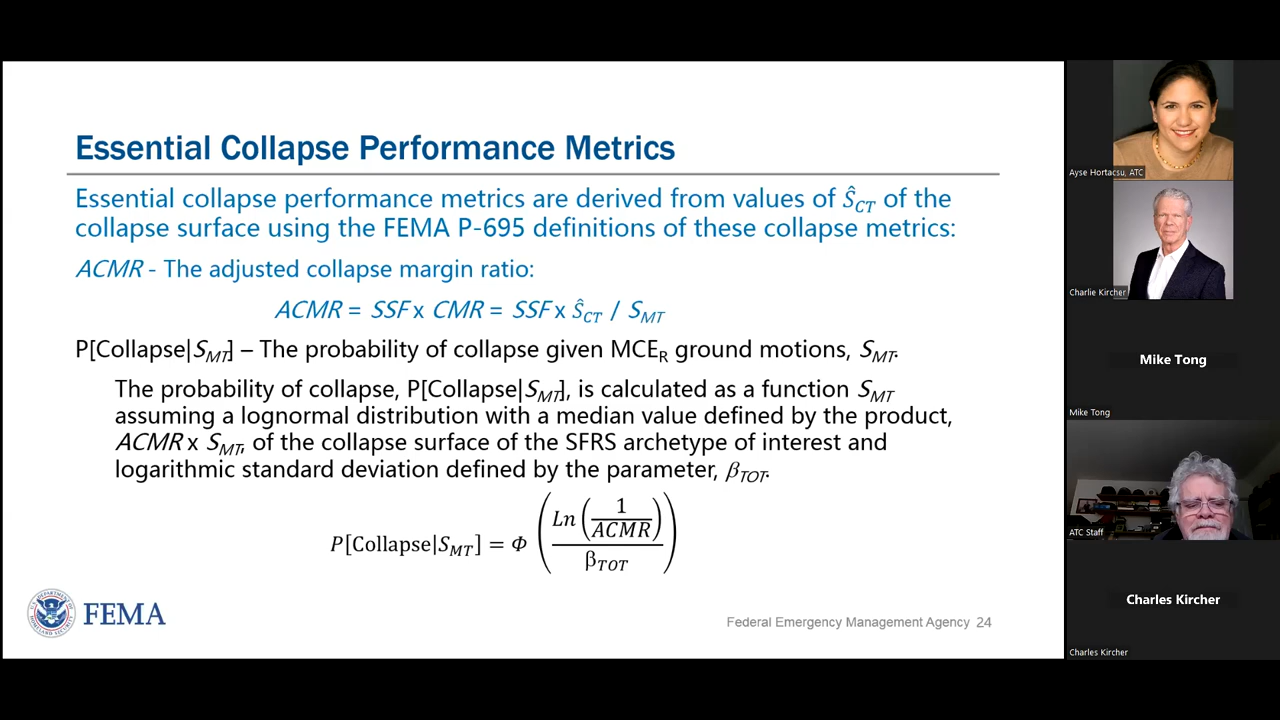 Essential Collapse Performance Metrics
Essential collapse performance metrics are derived from values of Ŝ_CT of the
collapse surface using the FEMA P-695 definitions of these collapse metrics:
ACMR - The adjusted collapse margin ratio:
ACMR = SSF x CMR = SSF x Ŝ_CT / S_MT
P[Collapse|S_MT] – The probability of collapse given MCE_R ground motions, S_MT.
The probability of collapse, P[Collapse|S_MT], is calculated as a function S_MT
assuming a lognormal distribution with a median value defined by the product,
ACMR x S_MT, of the collapse surface of the SFRS archetype of interest and
logarithmic standard deviation defined by the parameter, β_TOT.
P[Collapse|S_MT] = Φ (Ln (1 / ACMR) / β_TOT)
FEMA
Federal Emergency Management Agency 24
Ayse Hortacsu, ATC
Charlie Kircher
Mike Tong
Mike Tong
ATC Staff
Charles Kircher
Charles Kircher